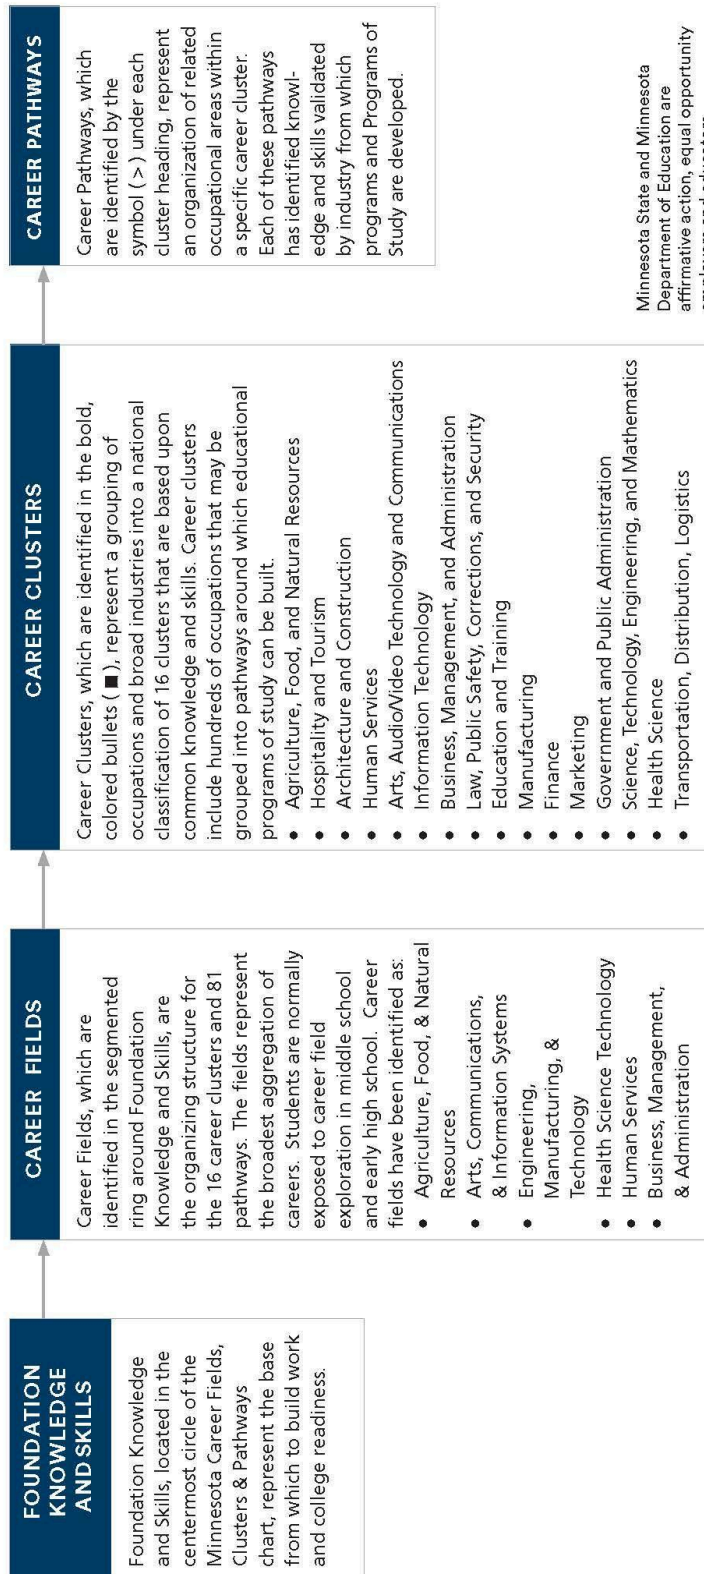 FOUNDATION
KNOWLEDGE
AND SKILLS
Foundation Knowledge
and Skills, located in the
centermost circle of the
Minnesota Career Fields,
Clusters & Pathways
chart, represent the base
from which to build work
and college readiness.
CAREER FIELDS
Career Fields, which are
identified in the segmented
ring around Foundation
Knowledge and Skills, are
the organizing structure for
the 16 career clusters and 81
pathways. The fields represent
the broadest aggregation of
careers. Students are normally
exposed to career field
exploration in middle school
and early high school. Career
fields have been identified as:
• Agriculture, Food, & Natural
Resources
• Arts, Communications,
& Information Systems
• Engineering,
Manufacturing, &
Technology
• Health Science Technology
• Human Services
• Business, Management,
& Administration
CAREER CLUSTERS
Career Clusters, which are identified in the bold,
colored bullets ( ■ ), represent a grouping of
occupations and broad industries into a national
classification of 16 clusters that are based upon
common knowledge and skills. Career clusters
include hundreds of occupations that may be
grouped into pathways around which educational
programs of study can be built.
• Agriculture, Food, and Natural Resources
• Hospitality and Tourism
• Architecture and Construction
• Human Services
• Arts, Audio/Video Technology and Communications
• Information Technology
• Business, Management, and Administration
• Law, Public Safety, Corrections, and Security
• Education and Training
• Manufacturing
• Finance
• Marketing
• Government and Public Administration
• Science, Technology, Engineering, and Mathematics
• Health Science
• Transportation, Distribution, Logistics
CAREER PATHWAYS
Career Pathways, which
are identified by the
symbol ( > ) under each
cluster heading, represent
an organization of related
occupational areas within
a specific career cluster.
Each of these pathways
has identified knowl-
edge and skills validated
by industry from which
programs and Programs of
Study are developed.
Minnesota State and Minnesota
Department of Education are
affirmative action, equal opportunity
employers and educators